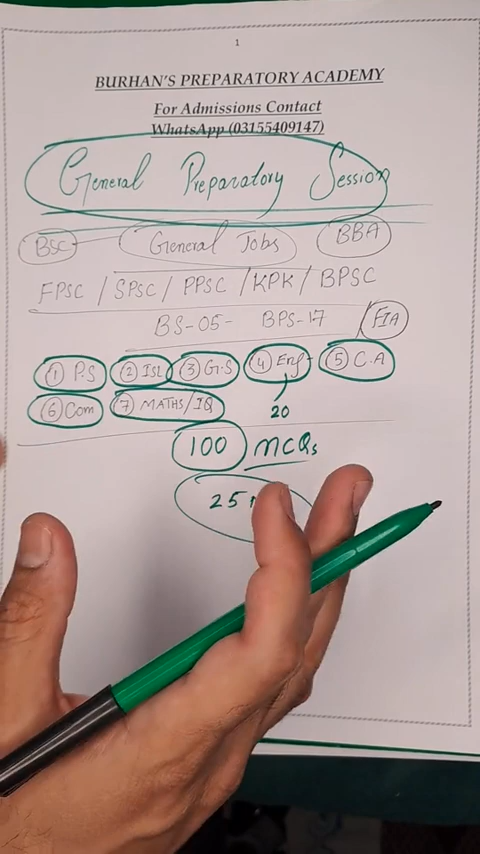 1
BURHAN'S PREPARATORY ACADEMY
For Admissions Contact
WhatsApp (03155409147)
General Preparatory Session
BSC General Jobs BBA
FPSC / SPSC / PPSC / KPK / BPSC
BS-05- BPS-17 FIA
1 P.S 2 ISL 3 G.S 4 Eng 5 C.A
6 Com 7 MATHS/IQ 20
100 MCQs
25